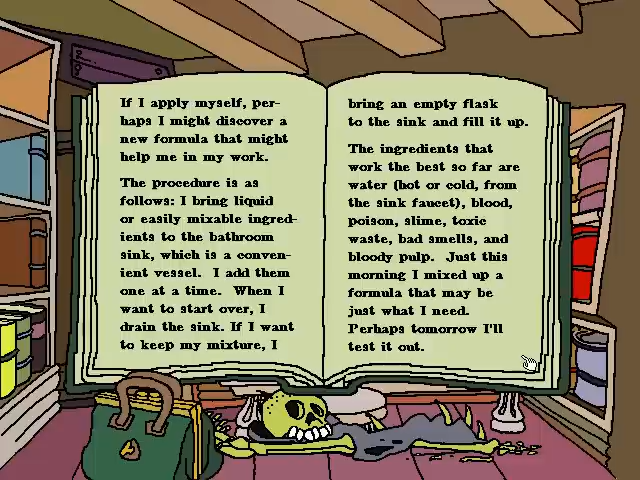 If I apply myself, per-
haps I might discover a
new formula that might
help me in my work.
The procedure is as
follows: I bring liquid
or easily mixable ingred-
ients to the bathroom
sink, which is a conven-
ient vessel. I add them
one at a time. When I
want to start over, I
drain the sink. If I want
to keep my mixture, I
bring an empty flask
to the sink and fill it up.
The ingredients that
work the best so far are
water (hot or cold, from
the sink faucet), blood,
poison, slime, toxic
waste, bad smells, and
bloody pulp. Just this
morning I mixed up a
formula that may be
just what I need.
Perhaps tomorrow I'll
test it out.